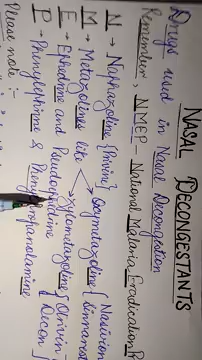 NASAL DECONGESTANTS
Drugs used in Nasal Decongestion
Remember, NMEP - National Malaria Eradication P
N → Naphazoline {Privine}
M → Metazolines like Oxymetazoline { Nasivion
Xylometazoline { Otrivin -
E → Ephedrine and Pseudoephedrine
P → Phenylephrine & Phenylpropanolamine
Please note :-